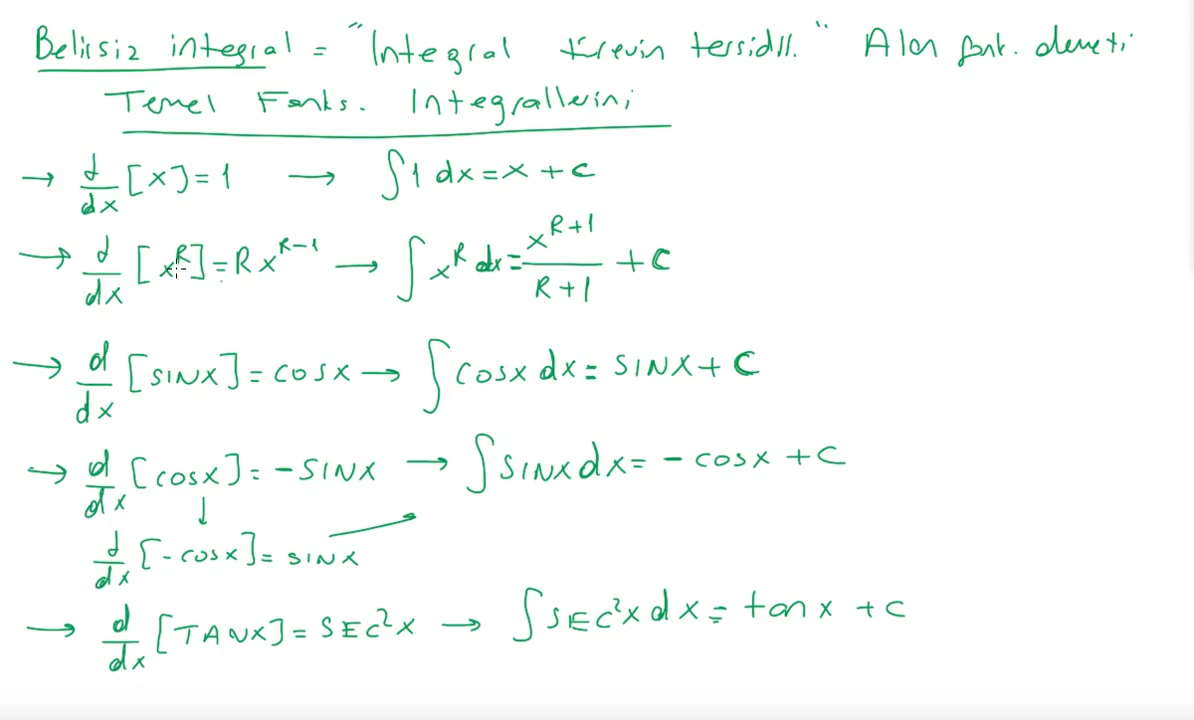 Belirsiz integral = "Integral türevin tersidir." Alan fonk. demeti
Temel Fonks. Integrallerini
→ d/dx [x] = 1 → ∫1 dx = x + c
→ d/dx [x^R] = R x^(R-1) → ∫x^R dx = x^(R+1)/(R+1) + C
→ d/dx [SINX] = COSX → ∫COSX dx = SINX + C
→ d/dx [COSX] = -SINX → ∫SINX dx = -COSX + C
↓
d/dx [-COSX] = SINX
→ d/dx [TANX] = SEC²X → ∫SEC²X dx = tan x + C